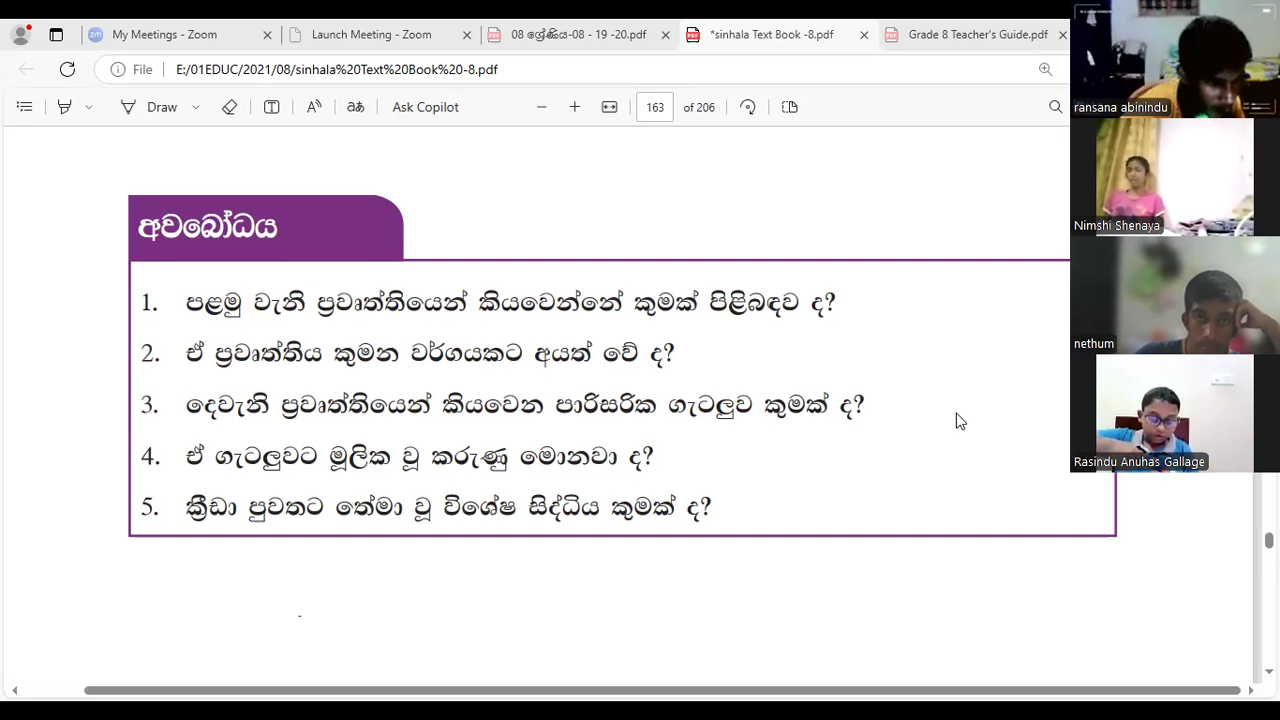 My Meetings - Zoom
Launch Meeting - Zoom
08 ශ්‍රේණිය-08 - 19 -20.pdf
*sinhala Text Book -8.pdf
Grade 8 Teacher's Guide.pdf
File
E:/01EDUC/2021/08/sinhala%20Text%20Book%20-8.pdf
Draw
Ask Copilot
163 of 206
අවබෝධය
1. පළමු වැනි ප්‍රවෘත්තියෙන් කියවෙන්නේ කුමක් පිළිබඳව ද?
2. ඒ ප්‍රවෘත්තිය කුමන වර්ගයකට අයත් වේ ද?
3. දෙවැනි ප්‍රවෘත්තියෙන් කියවෙන පාරිසරික ගැටලුව කුමක් ද?
4. ඒ ගැටලුවට මූලික වූ කරුණු මොනවා ද?
5. ක්‍රීඩා පුවතට තේමා වූ විශේෂ සිද්ධිය කුමක් ද?
ransana abinindu
Nimshi Shenaya
nethum
Rasindu Anuhas Gallage